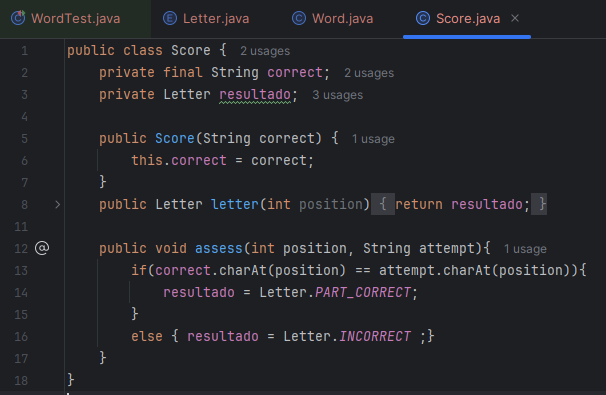 WordTest.java Letter.java Word.java Score.java
1 public class Score { 2 usages
2 private final String correct; 2 usages
3 private Letter resultado; 3 usages
4
5 public Score(String correct) { 1 usage
6 this.correct = correct;
7 }
8 public Letter letter(int position) { return resultado; }
11
12 public void assess(int position, String attempt){ 1 usage
13 if(correct.charAt(position) == attempt.charAt(position)){
14 resultado = Letter.PART_CORRECT;
15 }
16 else { resultado = Letter.INCORRECT ;}
17 }
18 }